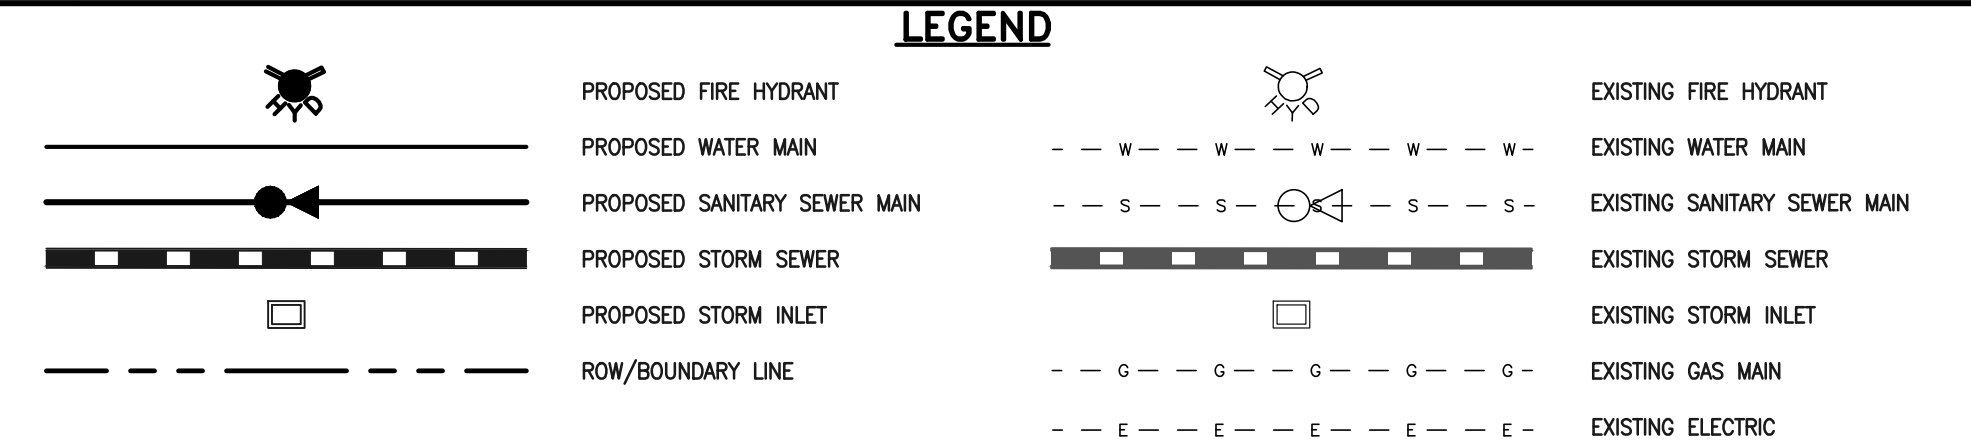 LEGEND
HYD
PROPOSED FIRE HYDRANT
PROPOSED WATER MAIN
PROPOSED SANITARY SEWER MAIN
PROPOSED STORM SEWER
PROPOSED STORM INLET
ROW/BOUNDARY LINE
HYD
EXISTING FIRE HYDRANT
W W W W W
EXISTING WATER MAIN
S S S S S
EXISTING SANITARY SEWER MAIN
EXISTING STORM SEWER
EXISTING STORM INLET
G G G G G
EXISTING GAS MAIN
E E E E E
EXISTING ELECTRIC